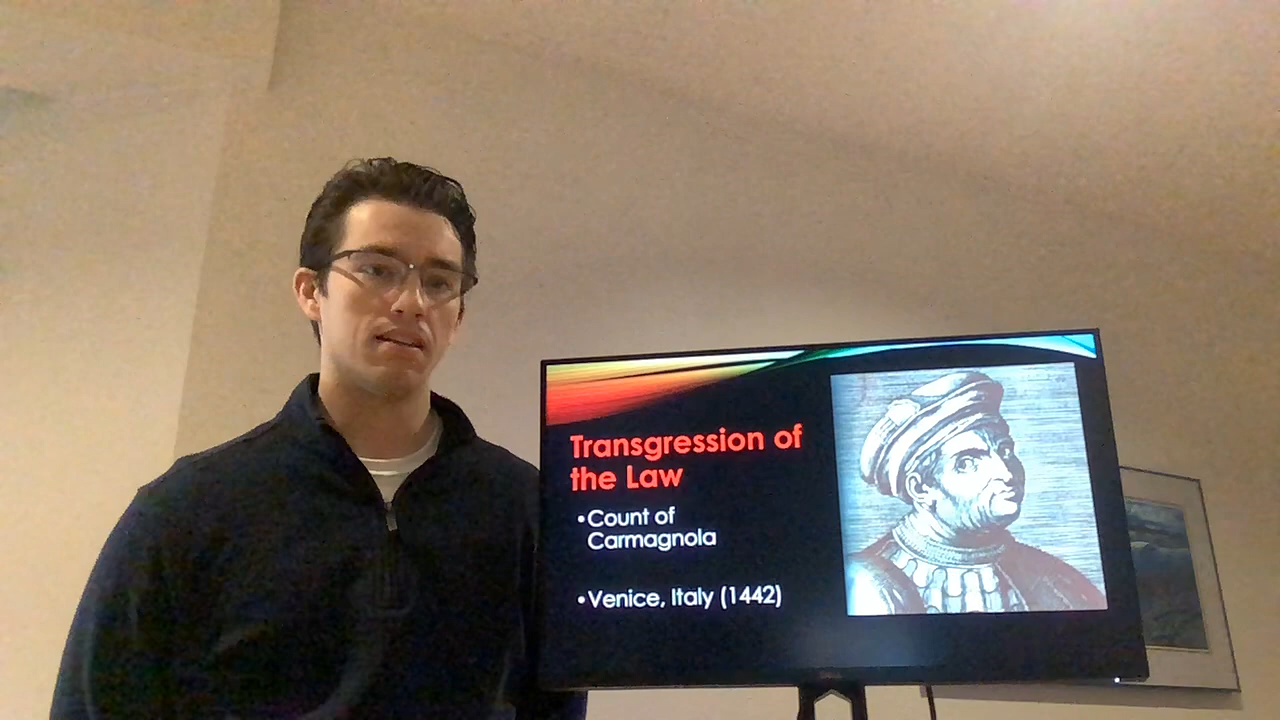 Transgression of
the Law
•Count of
Carmagnola
•Venice, Italy (1442)